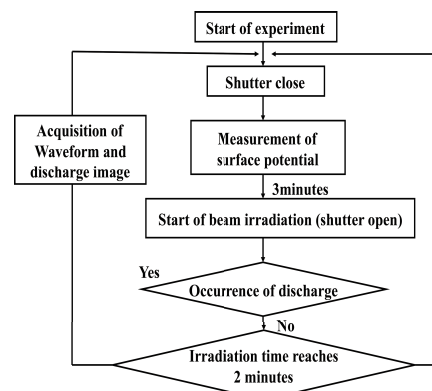 Start of experiment
Shutter close
Acquisition of
Waveform and
discharge image
Measurement of
surface potential
3minutes
Start of beam irradiation (shutter open)
Yes
Occurrence of discharge
No
Irradiation time reaches
2 minutes